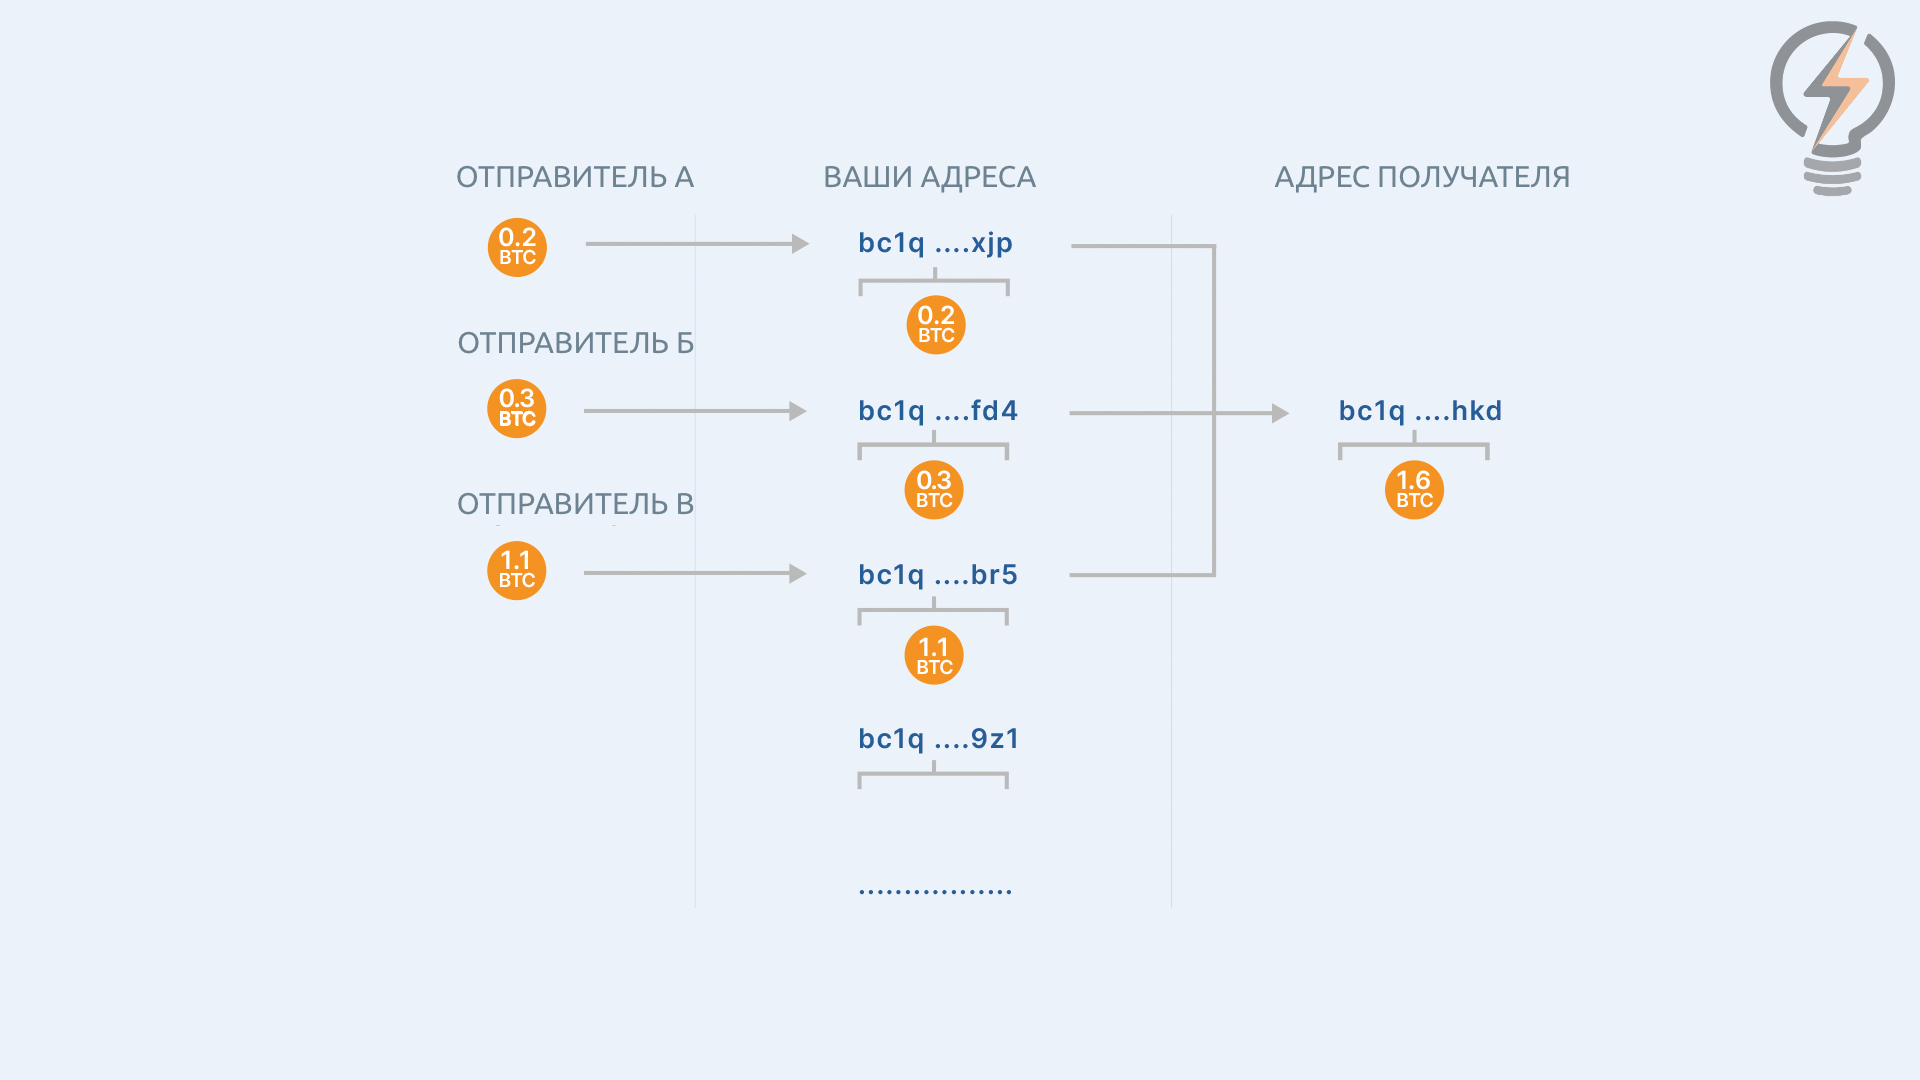 ОТПРАВИТЕЛЬ А
ВАШИ АДРЕСА
АДРЕС ПОЛУЧАТЕЛЯ
0.2
BTC
bc1q ....xjp
0.2
BTC
ОТПРАВИТЕЛЬ Б
0.3
BTC
bc1q ....fd4
bc1q ....hkd
0.3
BTC
1.6
BTC
ОТПРАВИТЕЛЬ В
1.1
BTC
bc1q ....br5
1.1
BTC
bc1q ....9z1
.................